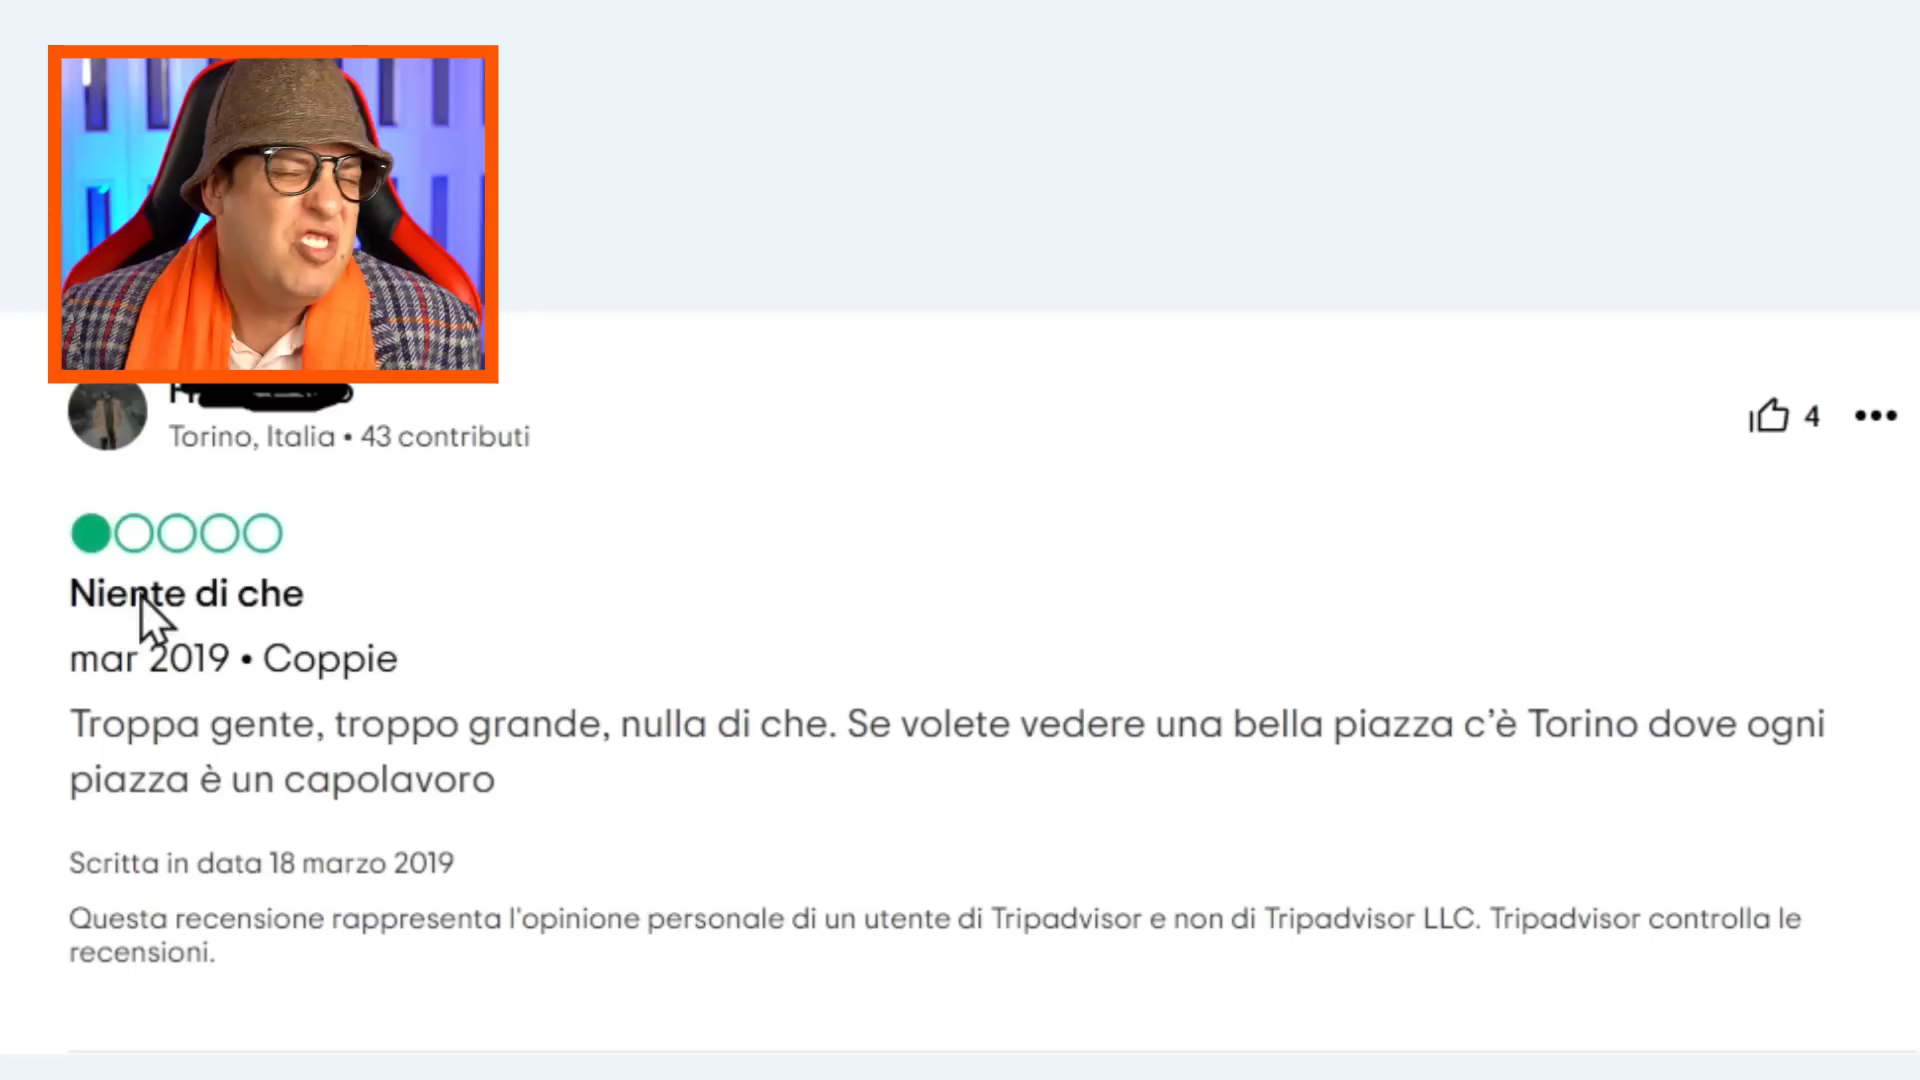 Torino, Italia • 43 contributi
4
Niente di che
mar 2019 • Coppie
Troppa gente, troppo grande, nulla di che. Se volete vedere una bella piazza c’è Torino dove ogni
piazza è un capolavoro
Scritta in data 18 marzo 2019
Questa recensione rappresenta l'opinione personale di un utente di Tripadvisor e non di Tripadvisor LLC. Tripadvisor controlla le
recensioni.